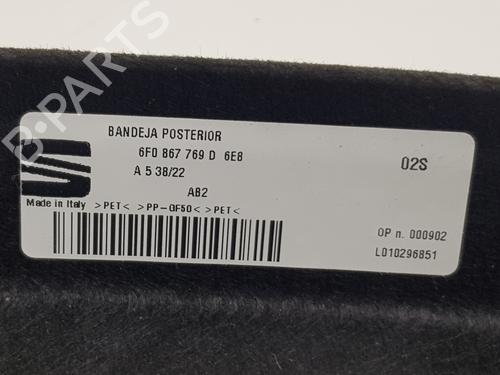 BANDEJA POSTERIOR
6F0 867 769 D 6E8
02S
A 5 38/22
AB2
Made in Italy >PET< >PP-GF50< >PET<
OP n. 000902
L010296851
B-PARTS